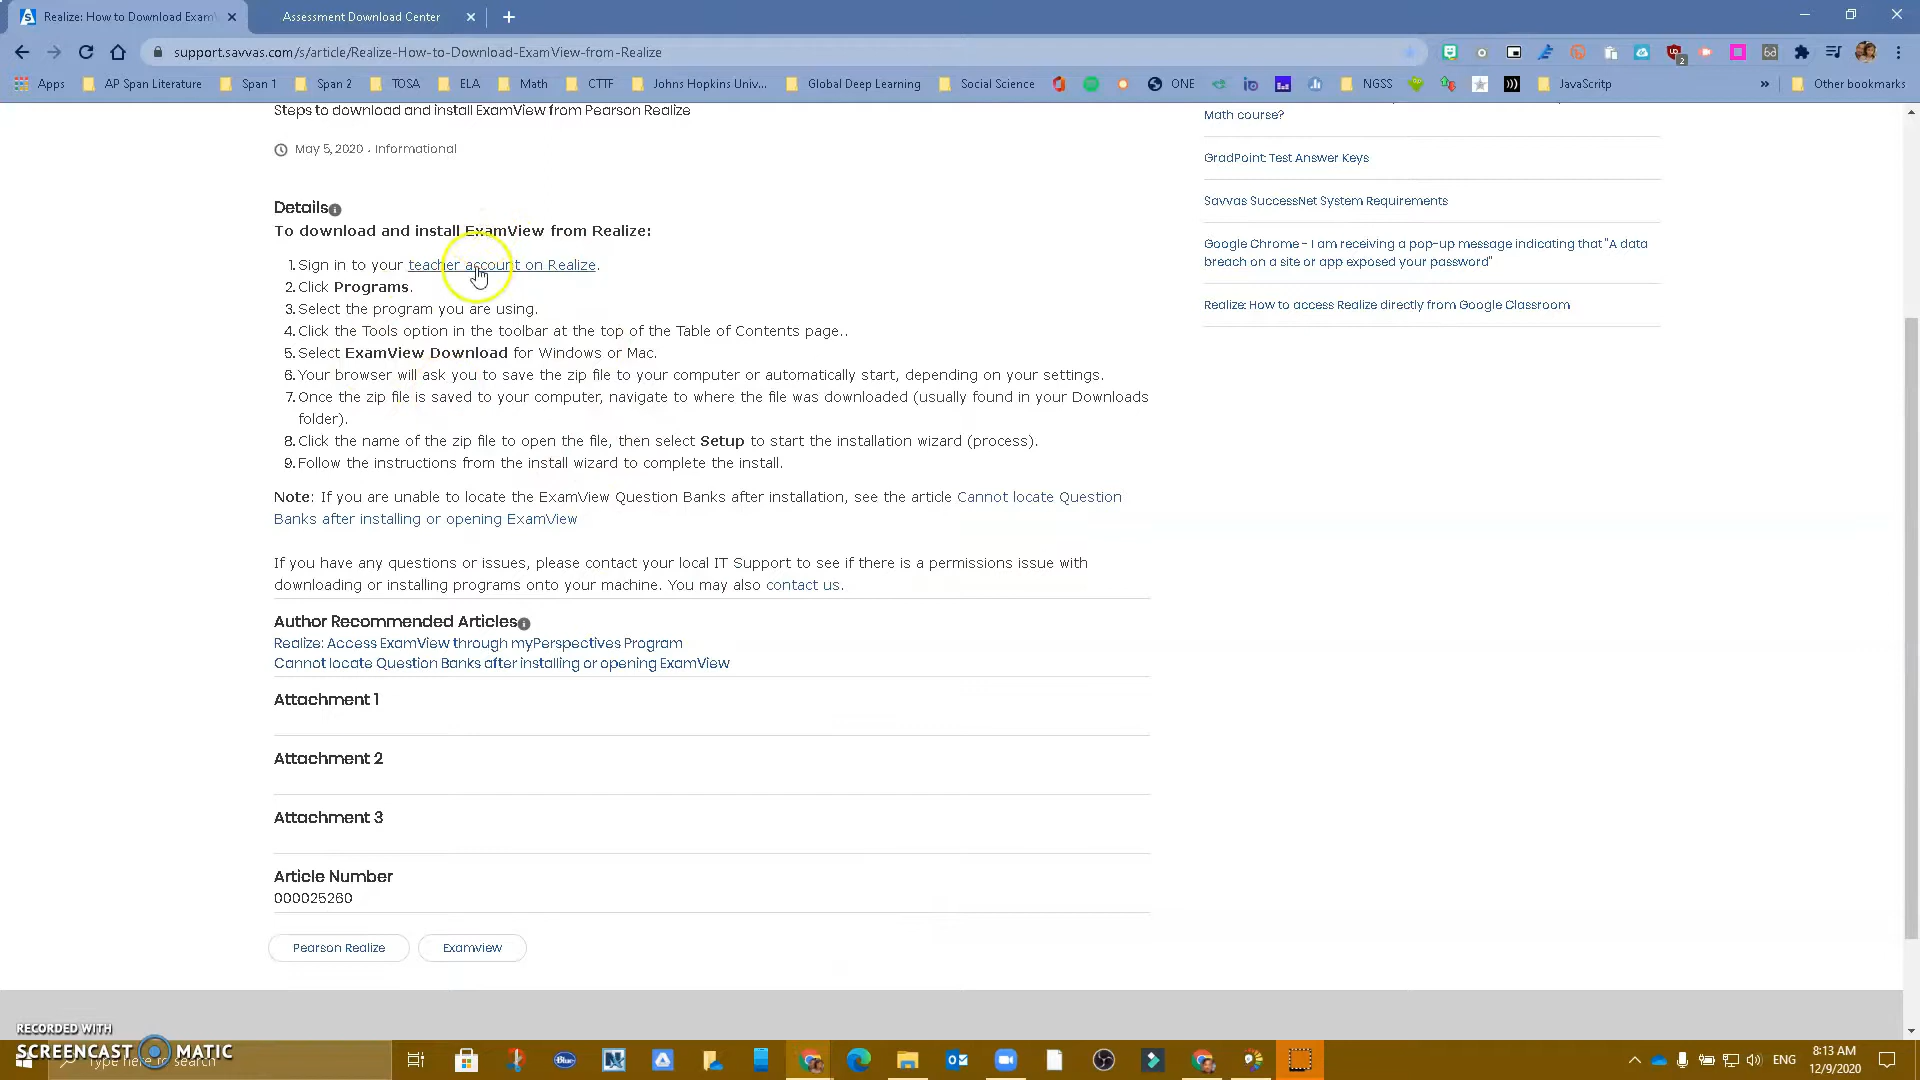 Realize: How to Download Exam
Assessment Download Center
support.savvas.com/s/article/Realize-How-to-Download-ExamView-from-Realize
Apps
AP Span Literature
Span 1
Span 2
TOSA
ELA
Math
CTTF
Johns Hopkins Univ...
Global Deep Learning
Social Science
ONE
NGSS
JavaScritp
»
Other bookmarks
Steps to download and install ExamView from Pearson Realize
May 5, 2020 • Informational
Details
To download and install ExamView from Realize:
1. Sign in to your teacher account on Realize.
2. Click Programs.
3. Select the program you are using.
4. Click the Tools option in the toolbar at the top of the Table of Contents page..
5. Select ExamView Download for Windows or Mac.
6. Your browser will ask you to save the zip file to your computer or automatically start, depending on your settings.
7. Once the zip file is saved to your computer, navigate to where the file was downloaded (usually found in your Downloads
folder).
8. Click the name of the zip file to open the file, then select Setup to start the installation wizard (process).
9. Follow the instructions from the install wizard to complete the install.
Note: If you are unable to locate the ExamView Question Banks after installation, see the article Cannot locate Question
Banks after installing or opening ExamView
If you have any questions or issues, please contact your local IT Support to see if there is a permissions issue with
downloading or installing programs onto your machine. You may also contact us.
Author Recommended Articles
Realize: Access ExamView through myPerspectives Program
Cannot locate Question Banks after installing or opening ExamView
Attachment 1
Attachment 2
Attachment 3
Article Number
000025260
Pearson Realize
Examview
Math course?
GradPoint: Test Answer Keys
Savvas SuccessNet System Requirements
Google Chrome - I am receiving a pop-up message indicating that "A data
breach on a site or app exposed your password"
Realize: How to access Realize directly from Google Classroom
RECORDED WITH
SCREENCAST MATIC
Type here to search
ENG
8:13 AM
12/9/2020